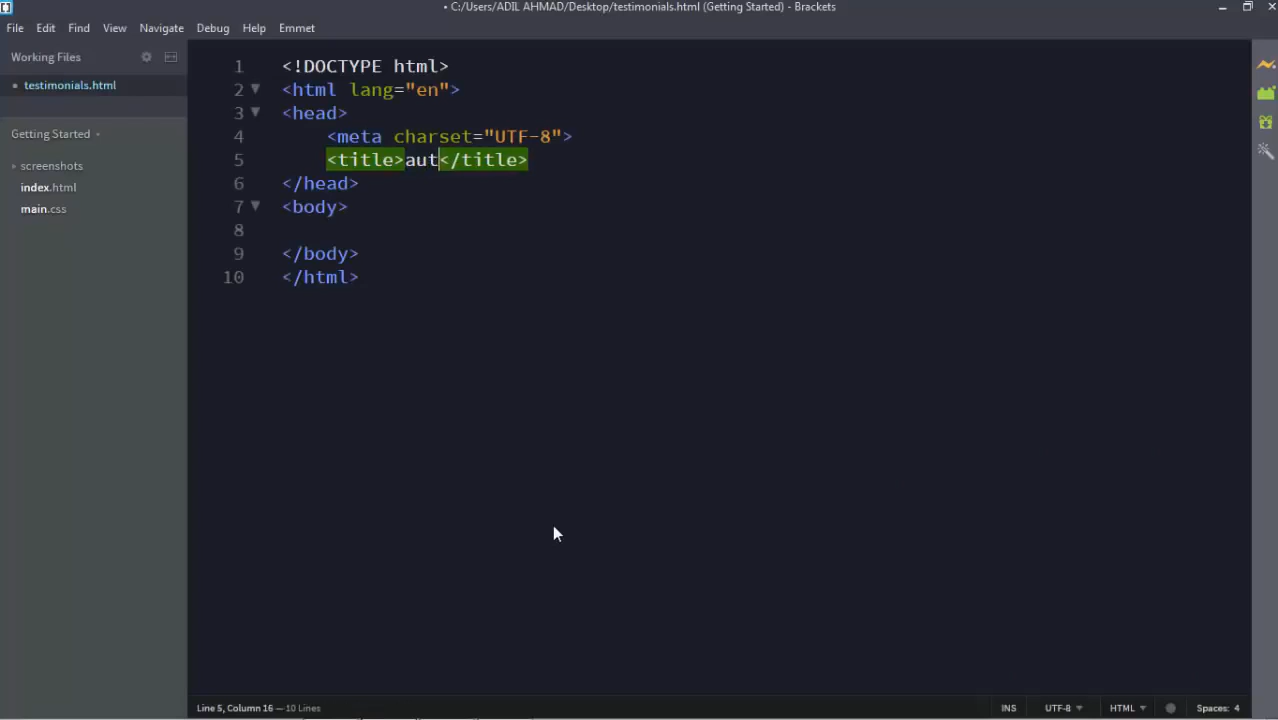 • C:/Users/ADIL AHMAD/Desktop/testimonials.html (Getting Started) - Brackets
File Edit Find View Navigate Debug Help Emmet
Working Files
• testimonials.html
Getting Started
screenshots
index.html
main.css
1 <!DOCTYPE html>
2 <html lang="en">
3 <head>
4 <meta charset="UTF-8">
5 <title>aut</title>
6 </head>
7 <body>
8
9 </body>
10 </html>
Line 5, Column 16 — 10 Lines
INS UTF-8 HTML Spaces: 4